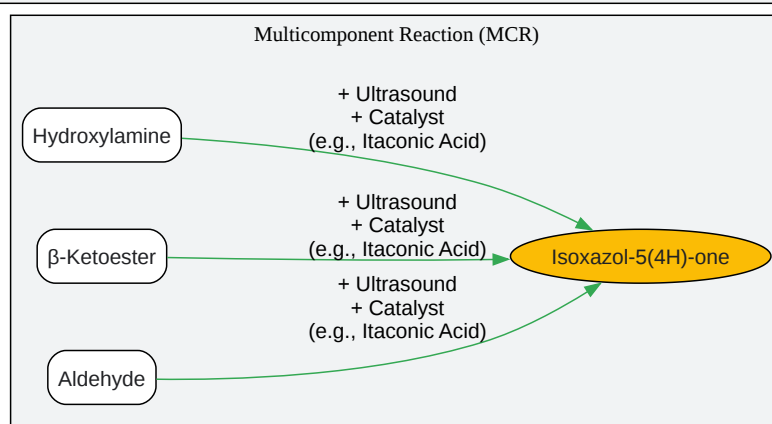 Multicomponent Reaction (MCR)
+ Ultrasound
+ Catalyst
(e.g., Itaconic Acid)
Hydroxylamine
+ Ultrasound
+ Catalyst
(e.g., Itaconic Acid)
β-Ketoester
Isoxazol-5(4H)-one
+ Ultrasound
+ Catalyst
(e.g., Itaconic Acid)
Aldehyde